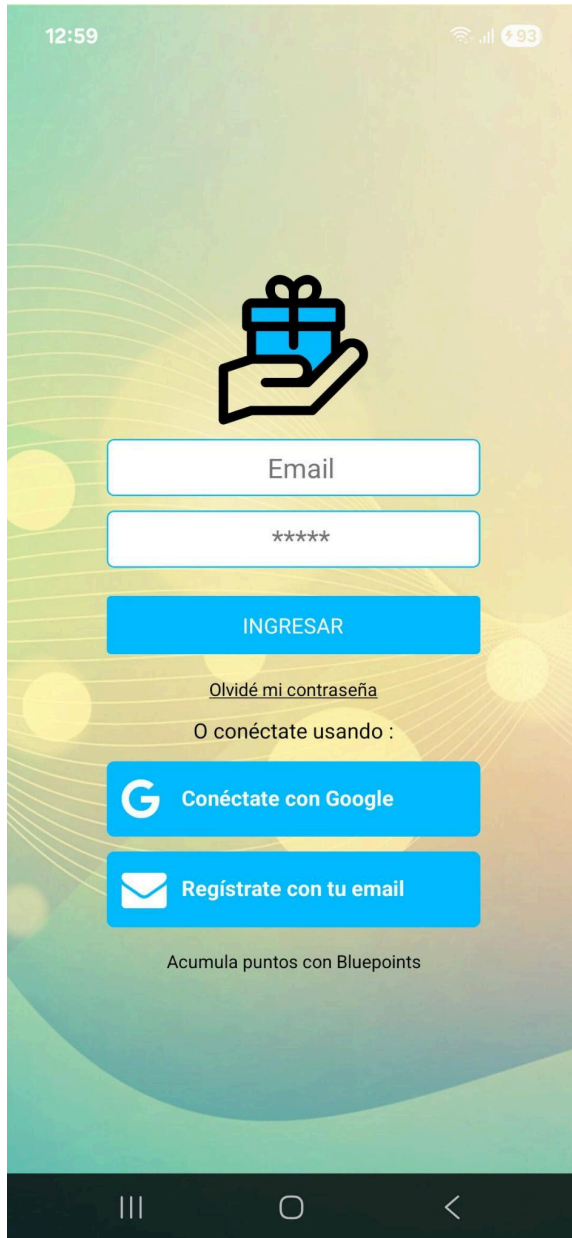 12:59
93
Email
*****
INGRESAR
Olvidé mi contraseña
O conéctate usando :
G Conéctate con Google
Regístrate con tu email
Acumula puntos con Bluepoints